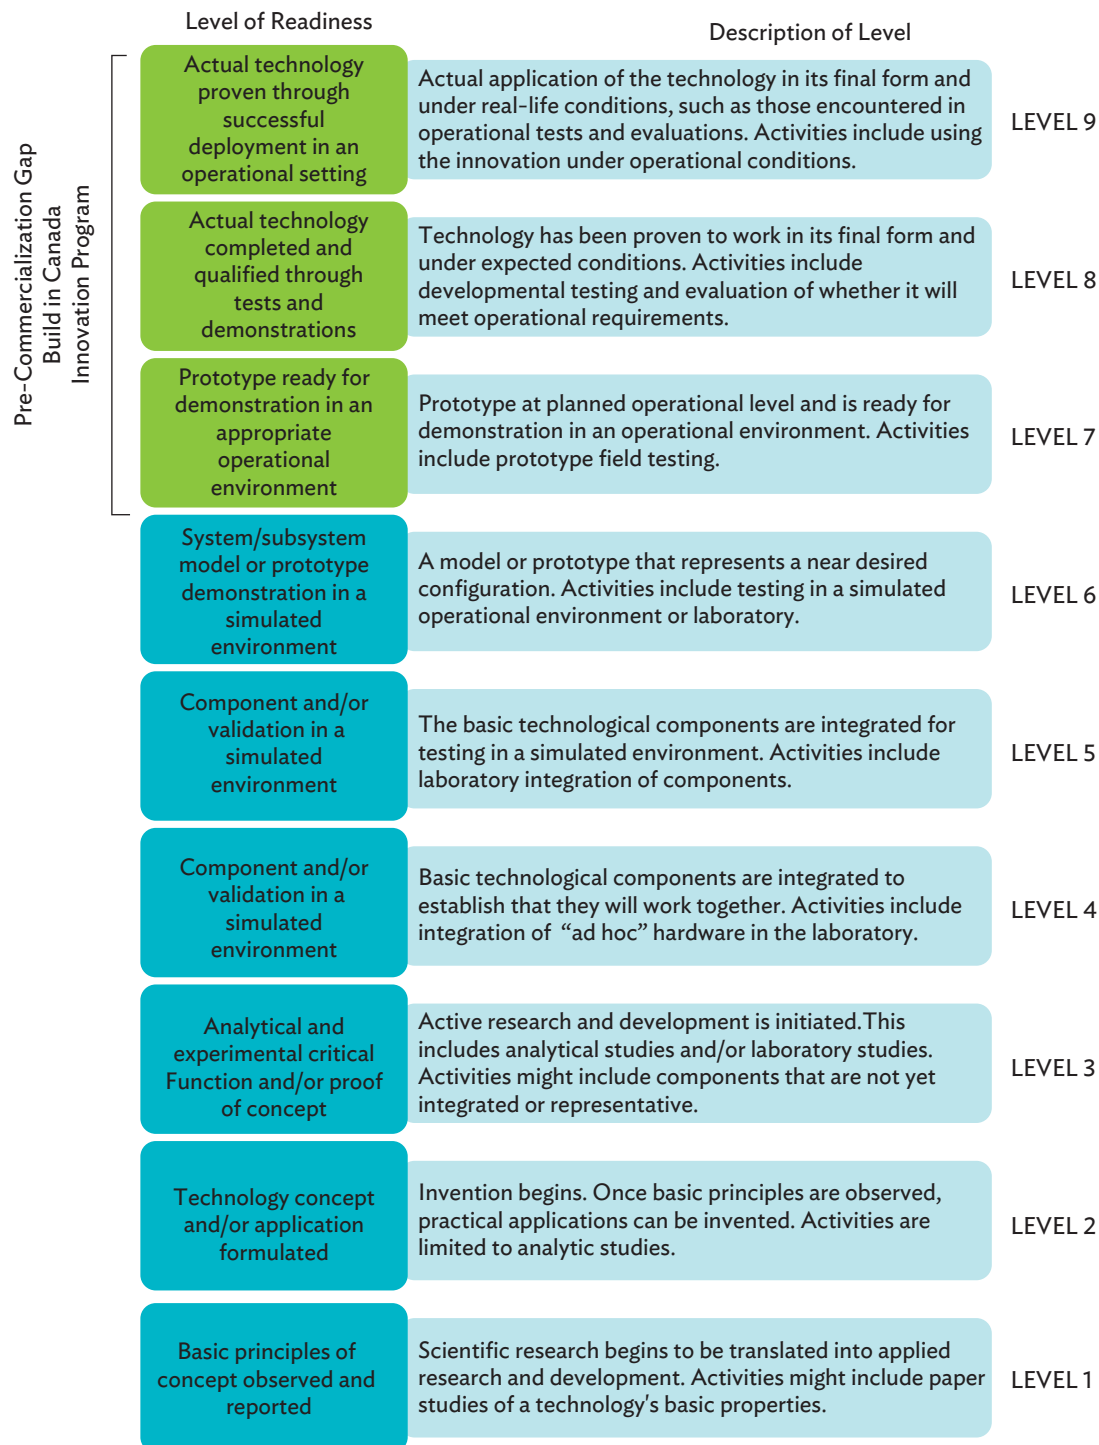 Level of Readiness
Description of Level
Pre-Commercialization Gap
Build in Canada
Innovation Program
Actual technology
proven through
successful
deployment in an
operational setting
Actual application of the technology in its final form and
under real-life conditions, such as those encountered in
operational tests and evaluations. Activities include using
the innovation under operational conditions.
LEVEL 9
Actual technology
completed and
qualified through
tests and
demonstrations
Technology has been proven to work in its final form and
under expected conditions. Activities include
developmental testing and evaluation of whether it will
meet operational requirements.
LEVEL 8
Prototype ready for
demonstration in an
appropriate
operational
environment
Prototype at planned operational level and is ready for
demonstration in an operational environment. Activities
include prototype field testing.
LEVEL 7
System/subsystem
model or prototype
demonstration in a
simulated
environment
A model or prototype that represents a near desired
configuration. Activities include testing in a simulated
operational environment or laboratory.
LEVEL 6
Component and/or
validation in a
simulated
environment
The basic technological components are integrated for
testing in a simulated environment. Activities include
laboratory integration of components.
LEVEL 5
Component and/or
validation in a
simulated
environment
Basic technological components are integrated to
establish that they will work together. Activities include
integration of “ad hoc” hardware in the laboratory.
LEVEL 4
Analytical and
experimental critical
Function and/or proof
of concept
Active research and development is initiated.This
includes analytical studies and/or laboratory studies.
Activities might include components that are not yet
integrated or representative.
LEVEL 3
Technology concept
and/or application
formulated
Invention begins. Once basic principles are observed,
practical applications can be invented. Activities are
limited to analytic studies.
LEVEL 2
Basic principles of
concept observed and
reported
Scientific research begins to be translated into applied
research and development. Activities might include paper
studies of a technology's basic properties.
LEVEL 1